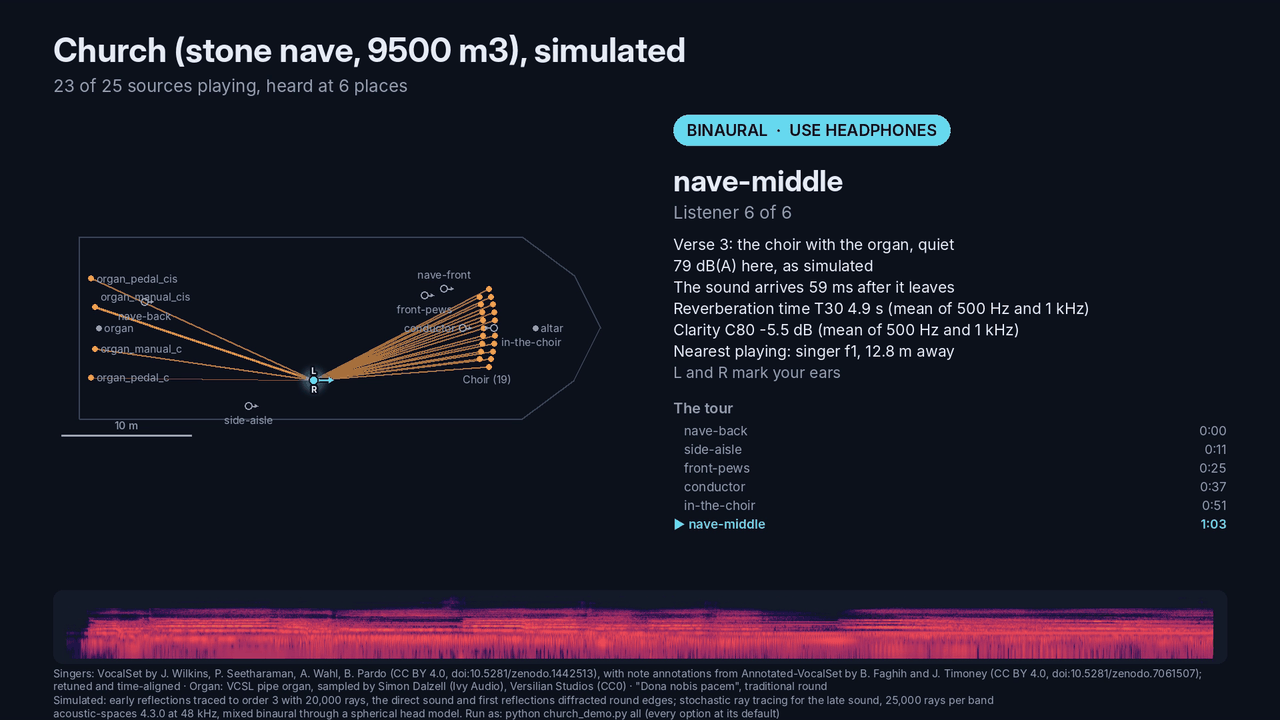 Church (stone nave, 9500 m3), simulated
23 of 25 sources playing, heard at 6 places
BINAURAL · USE HEADPHONES
nave-middle
Listener 6 of 6
Verse 3: the choir with the organ, quiet
79 dB(A) here, as simulated
The sound arrives 59 ms after it leaves
Reverberation time T30 4.9 s (mean of 500 Hz and 1 kHz)
Clarity C80 -5.5 dB (mean of 500 Hz and 1 kHz)
Nearest playing: singer f1, 12.8 m away
L and R mark your ears
The tour
nave-back 0:00
side-aisle 0:11
front-pews 0:25
conductor 0:37
in-the-choir 0:51
▶ nave-middle 1:03
nave-front
organ_pedal_cis
organ_manual_cis
nave-back
front-pews
organ
conductor
altar
in-the-choir
organ_manual_c
L
organ_pedal_c
R
Choir (19)
side-aisle
10 m
Singers: VocalSet by J. Wilkins, P. Seetharaman, A. Wahl, B. Pardo (CC BY 4.0, doi:10.5281/zenodo.1442513), with note annotations from Annotated-VocalSet by B. Faghih and J. Timoney (CC BY 4.0, doi:10.5281/zenodo.7061507);
retuned and time-aligned · Organ: VCSL pipe organ, sampled by Simon Dalzell (Ivy Audio), Versilian Studios (CC0) · "Dona nobis pacem", traditional round
Simulated: early reflections traced to order 3 with 20,000 rays, the direct sound and first reflections diffracted round edges; stochastic ray tracing for the late sound, 25,000 rays per band
acoustic-spaces 4.3.0 at 48 kHz, mixed binaural through a spherical head model. Run as: python church_demo.py all (every option at its default)